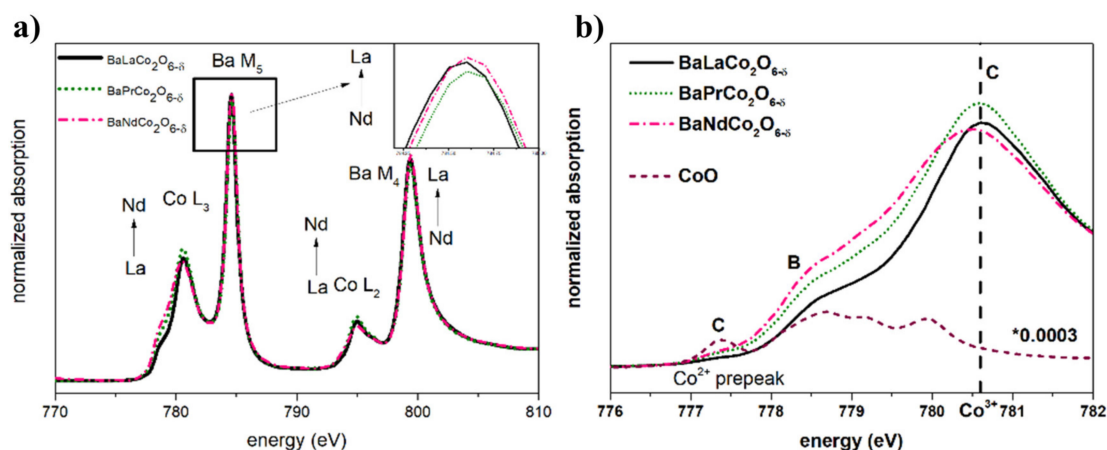 a)
BaLaCo₂O₆₋δ
BaPrCo₂O₆₋δ
BaNdCo₂O₆₋δ
Ba M₅
La
Nd
Nd
La
Co L₃
Nd
La
Co L₂
Ba M₄
La
Nd
normalized absorption
770
780
790
800
810
energy (eV)
b)
BaLaCo₂O₆₋δ
BaPrCo₂O₆₋δ
BaNdCo₂O₆₋δ
CoO
C
B
C
*0.0003
Co²⁺ prepeak
normalized absorption
776
777
778
779
780
781
782
Co³⁺
energy (eV)